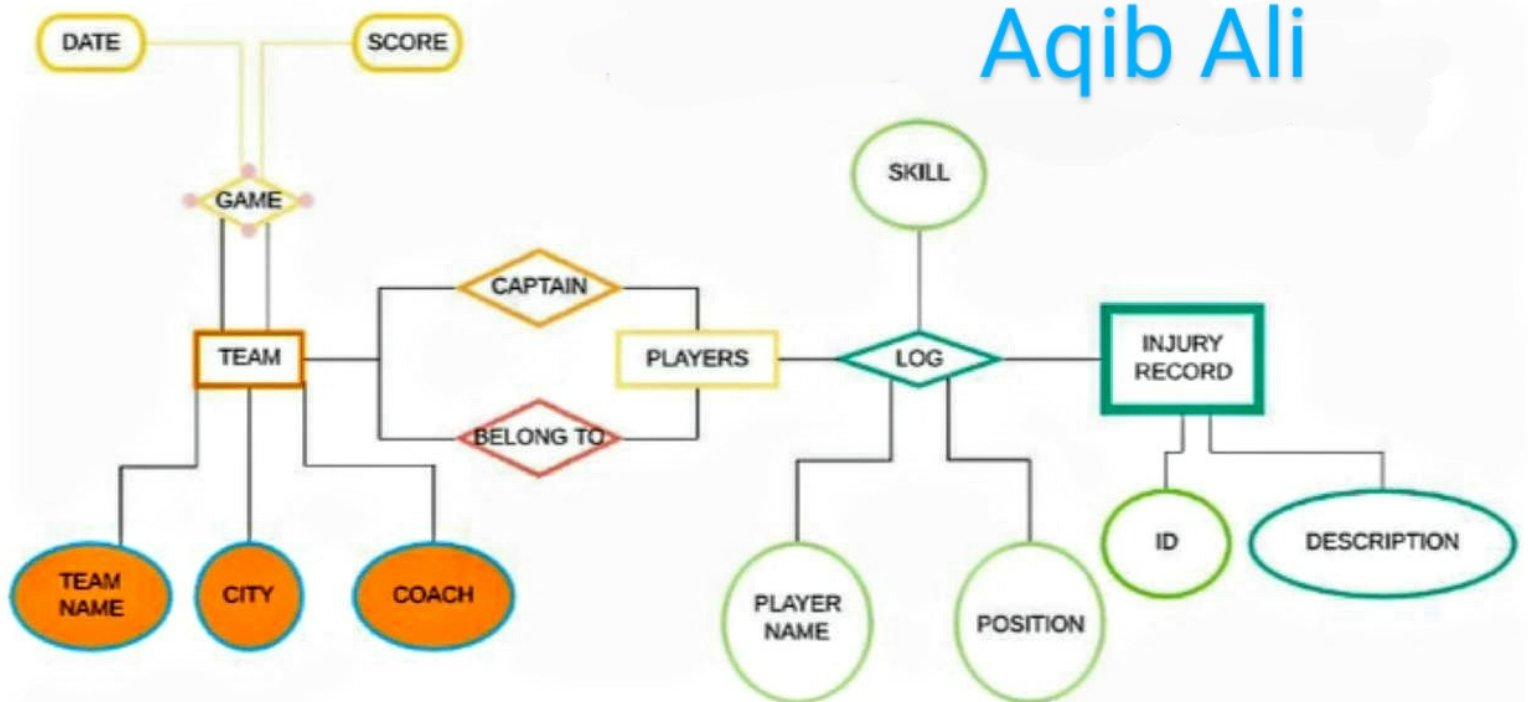 Aqib Ali
DATE
SCORE
SKILL
GAME
CAPTAIN
TEAM
PLAYERS
LOG
INJURY
RECORD
BELONG TO
TEAM
NAME
CITY
COACH
PLAYER
NAME
POSITION
ID
DESCRIPTION